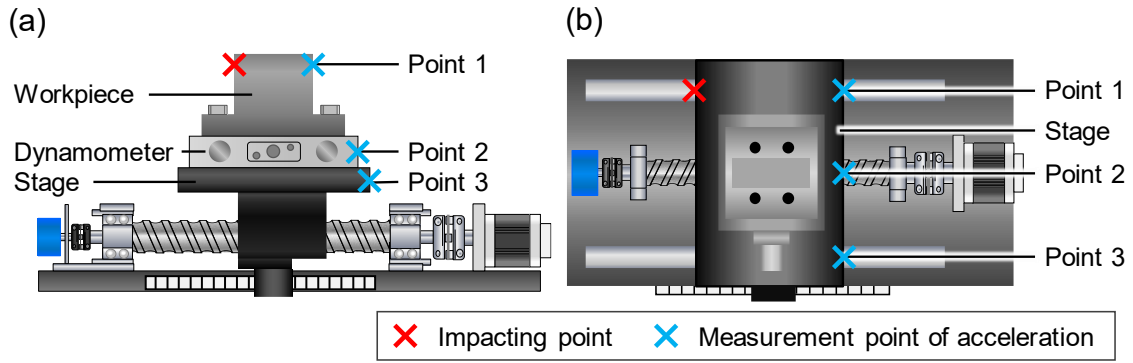 (a)
Point 1
Workpiece
Dynamometer
Point 2
Stage
Point 3
(b)
Point 1
Stage
Point 2
Point 3
Impacting point
Measurement point of acceleration